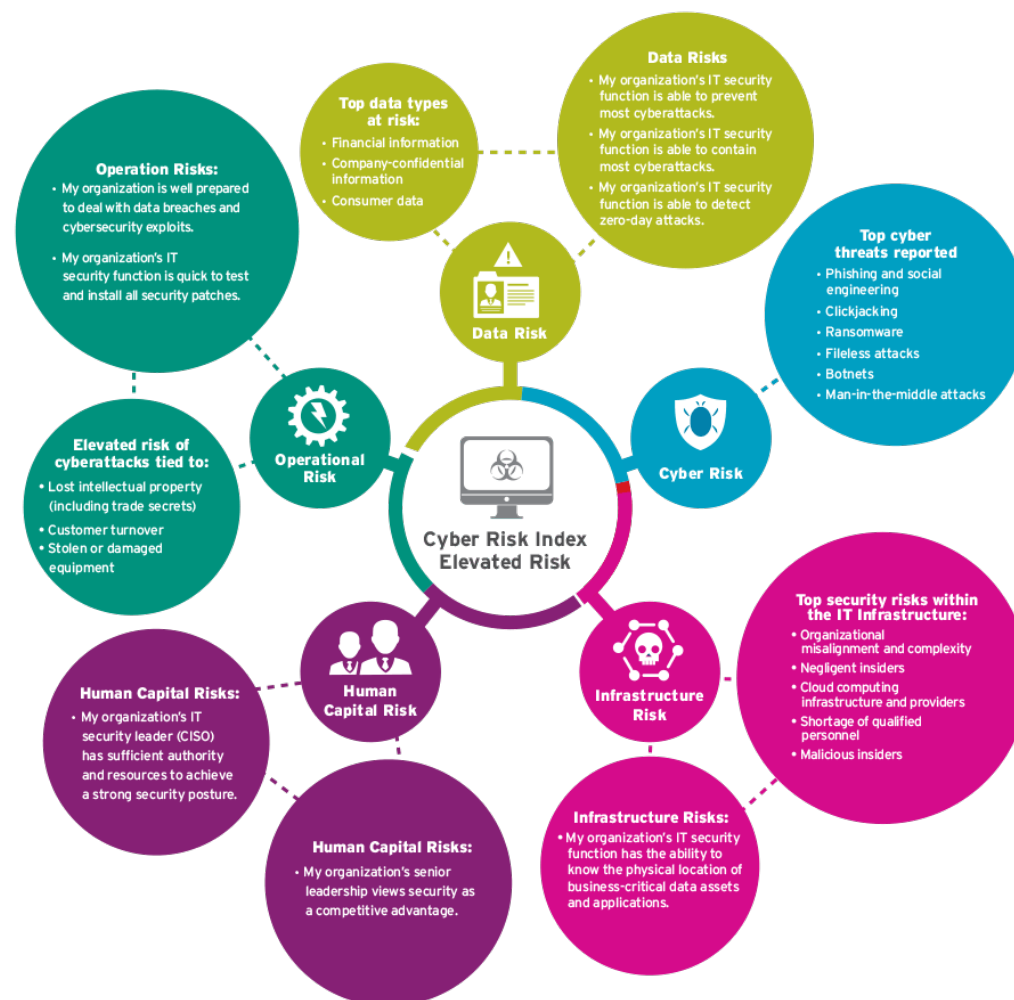 Cyber Risk Index
Elevated Risk
Data Risk
Top data types
at risk:
• Financial information
• Company-confidential
information
• Consumer data
Data Risks
• My organization's IT security
function is able to prevent
most cyberattacks.
• My organization's IT security
function is able to contain
most cyberattacks.
• My organization's IT security
function is able to detect
zero-day attacks.
Cyber Risk
Top cyber
threats reported
• Phishing and social
engineering
• Clickjacking
• Ransomware
• Fileless attacks
• Botnets
• Man-in-the-middle attacks
Infrastructure
Risk
Top security risks within
the IT Infrastructure:
• Organizational
misalignment and complexity
• Negligent insiders
• Cloud computing
infrastructure and providers
• Shortage of qualified
personnel
• Malicious insiders
Infrastructure Risks:
• My organization's IT security
function has the ability to
know the physical location of
business-critical data assets
and applications.
Human
Capital Risk
Human Capital Risks:
• My organization's senior
leadership views security as
a competitive advantage.
Human Capital Risks:
• My organization's IT
security leader (CISO)
has sufficient authority
and resources to achieve
a strong security posture.
Operational
Risk
Elevated risk of
cyberattacks tied to:
• Lost intellectual property
(including trade secrets)
• Customer turnover
• Stolen or damaged
equipment
Operation Risks:
• My organization is well prepared
to deal with data breaches and
cybersecurity exploits.
• My organization's IT
security function is quick to test
and install all security patches.